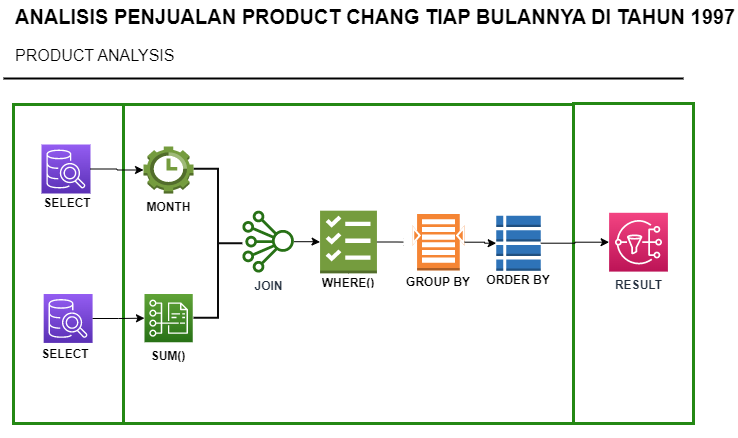 ANALISIS PENJUALAN PRODUCT CHANG TIAP BULANNYA DI TAHUN 1997
PRODUCT ANALYSIS
SELECT
MONTH
JOIN
WHERE()
GROUP BY
ORDER BY
RESULT
SELECT
SUM()